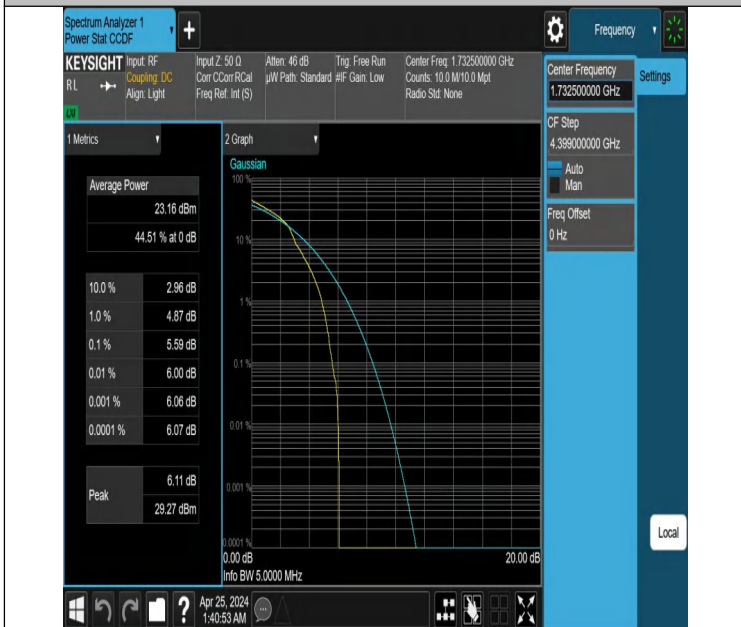 Spectrum Analyzer 1
Power Stat CCDF
+
Frequency
KEYSIGHT
RL
LXI
Input: RF
Coupling: DC
Align: Light
Input Z: 50 Ω
Corr CCorr RCal
Freq Ref: Int (S)
Atten: 46 dB
µW Path: Standard
Trig: Free Run
#IF Gain: Low
Center Freq: 1.732500000 GHz
Counts: 10.0 M/10.0 Mpt
Radio Std: None
Center Frequency
1.732500000 GHz
Settings
CF Step
4.399000000 GHz
Auto
Man
Freq Offset
0 Hz
1 Metrics
Average Power
23.16 dBm
44.51 % at 0 dB
10.0 % 2.96 dB
1.0 % 4.87 dB
0.1 % 5.59 dB
0.01 % 6.00 dB
0.001 % 6.06 dB
0.0001 % 6.07 dB
Peak
6.11 dB
29.27 dBm
2 Graph
Gaussian
100 %
10 %
1 %
0.1 %
0.01 %
0.001 %
0.0001 %
0.00 dB
20.00 dB
Info BW 5.0000 MHz
Local
?
Apr 25, 2024
1:40:53 AM